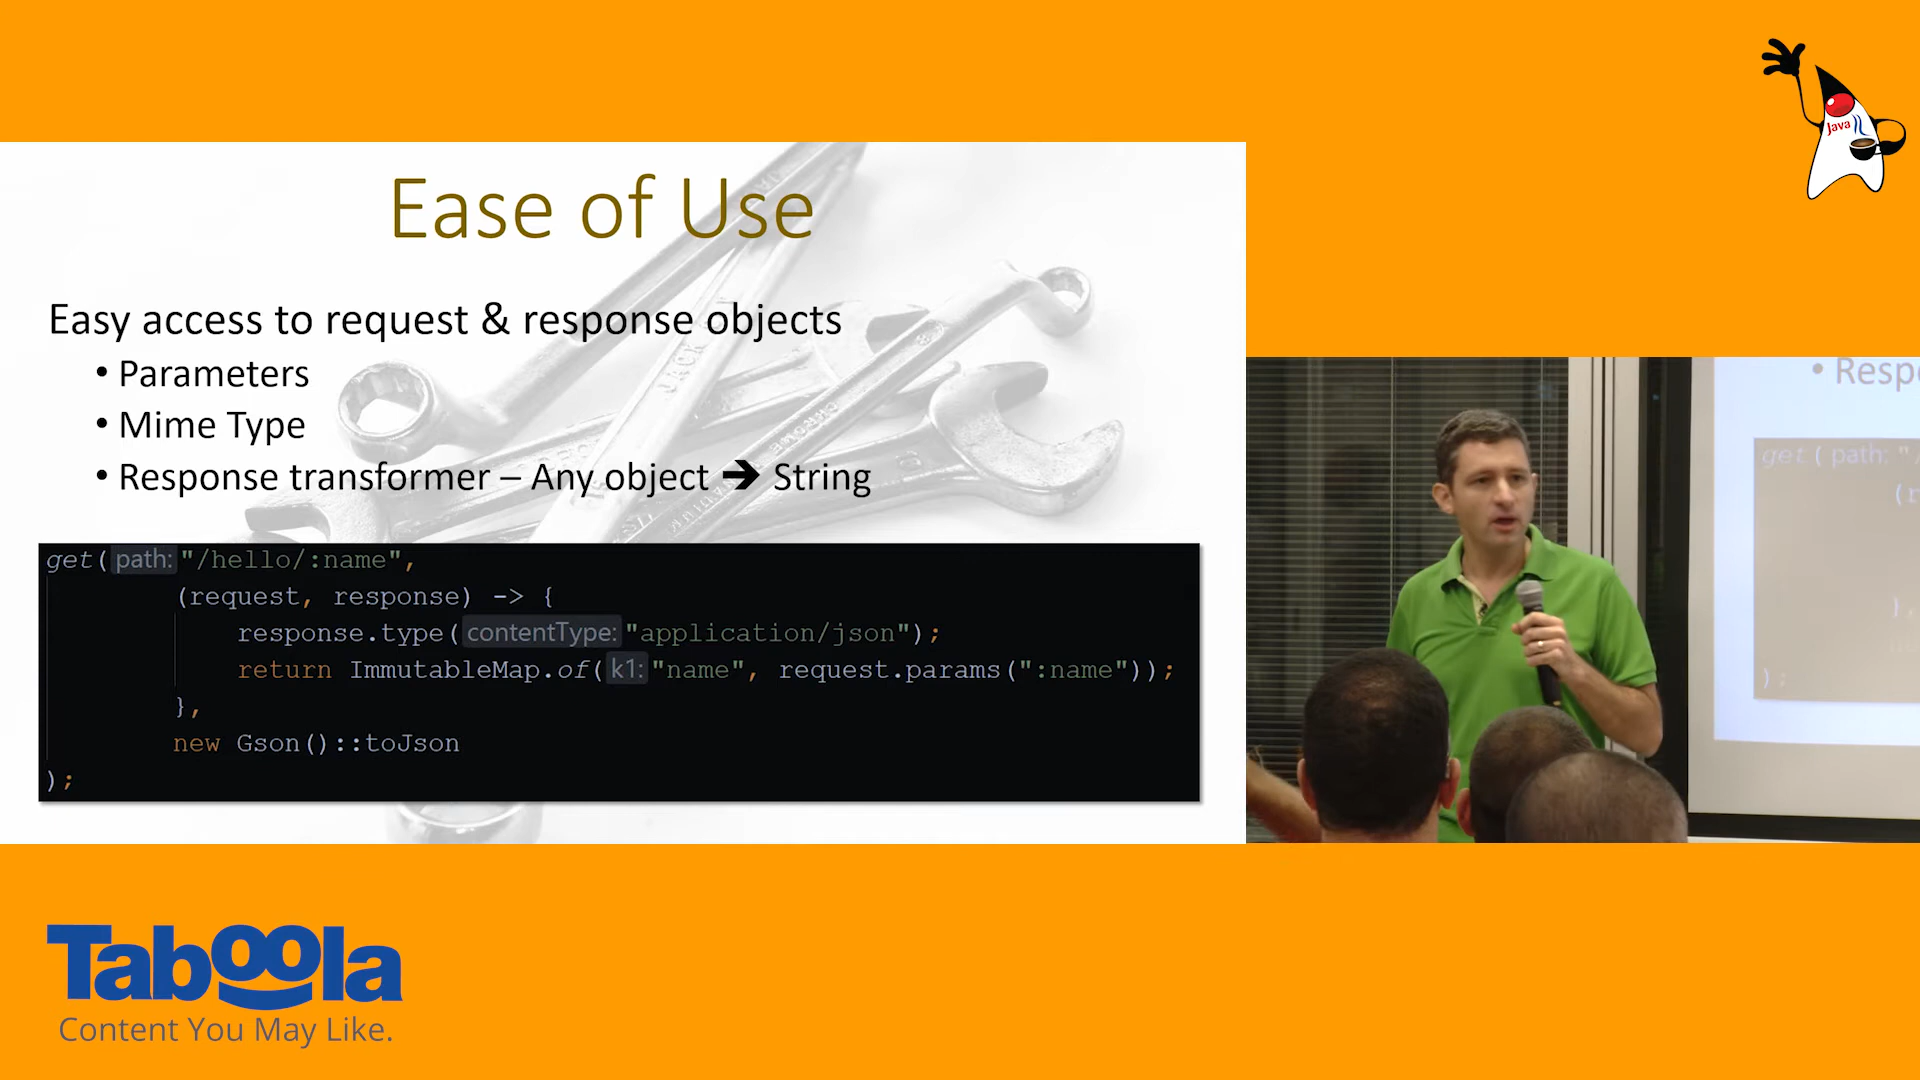 Java
Ease of Use
Easy access to request & response objects
• Parameters
• Mime Type
• Response transformer – Any object ➔ String
get( path: "/hello/:name",
(request, response) -> {
response.type( contentType: "application/json");
return ImmutableMap.of( k1: "name", request.params(":name"));
},
new Gson()::toJson
);
• Resp
get( path: "/
(r
},
);
Taboola
Content You May Like.